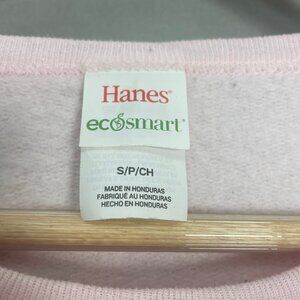 Hanes®
ecosmart®
S/P/CH
MADE IN HONDURAS
FABRIQUÉ AU HONDURAS
HECHO EN HONDURAS